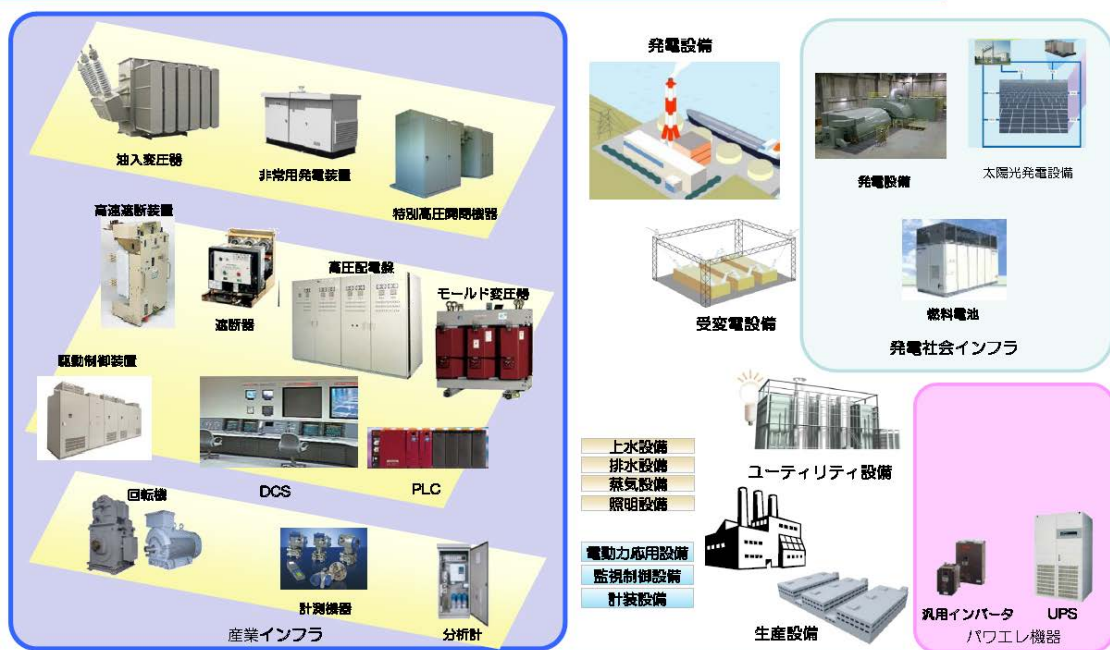 油入変圧器
非常用発電装置
特別高圧開閉機器
高速遮断装置
遮断器
高圧配電盤
モールド変圧器
駆動制御装置
DCS
PLC
回転機
計測機器
分析計
産業インフラ
発電設備
受変電設備
上水設備
排水設備
蒸気設備
照明設備
ユーティリティ設備
電動力応用設備
監視制御設備
計装設備
生産設備
発電設備
太陽光発電設備
燃料電池
発電社会インフラ
汎用インバータ
UPS
パワエレ機器